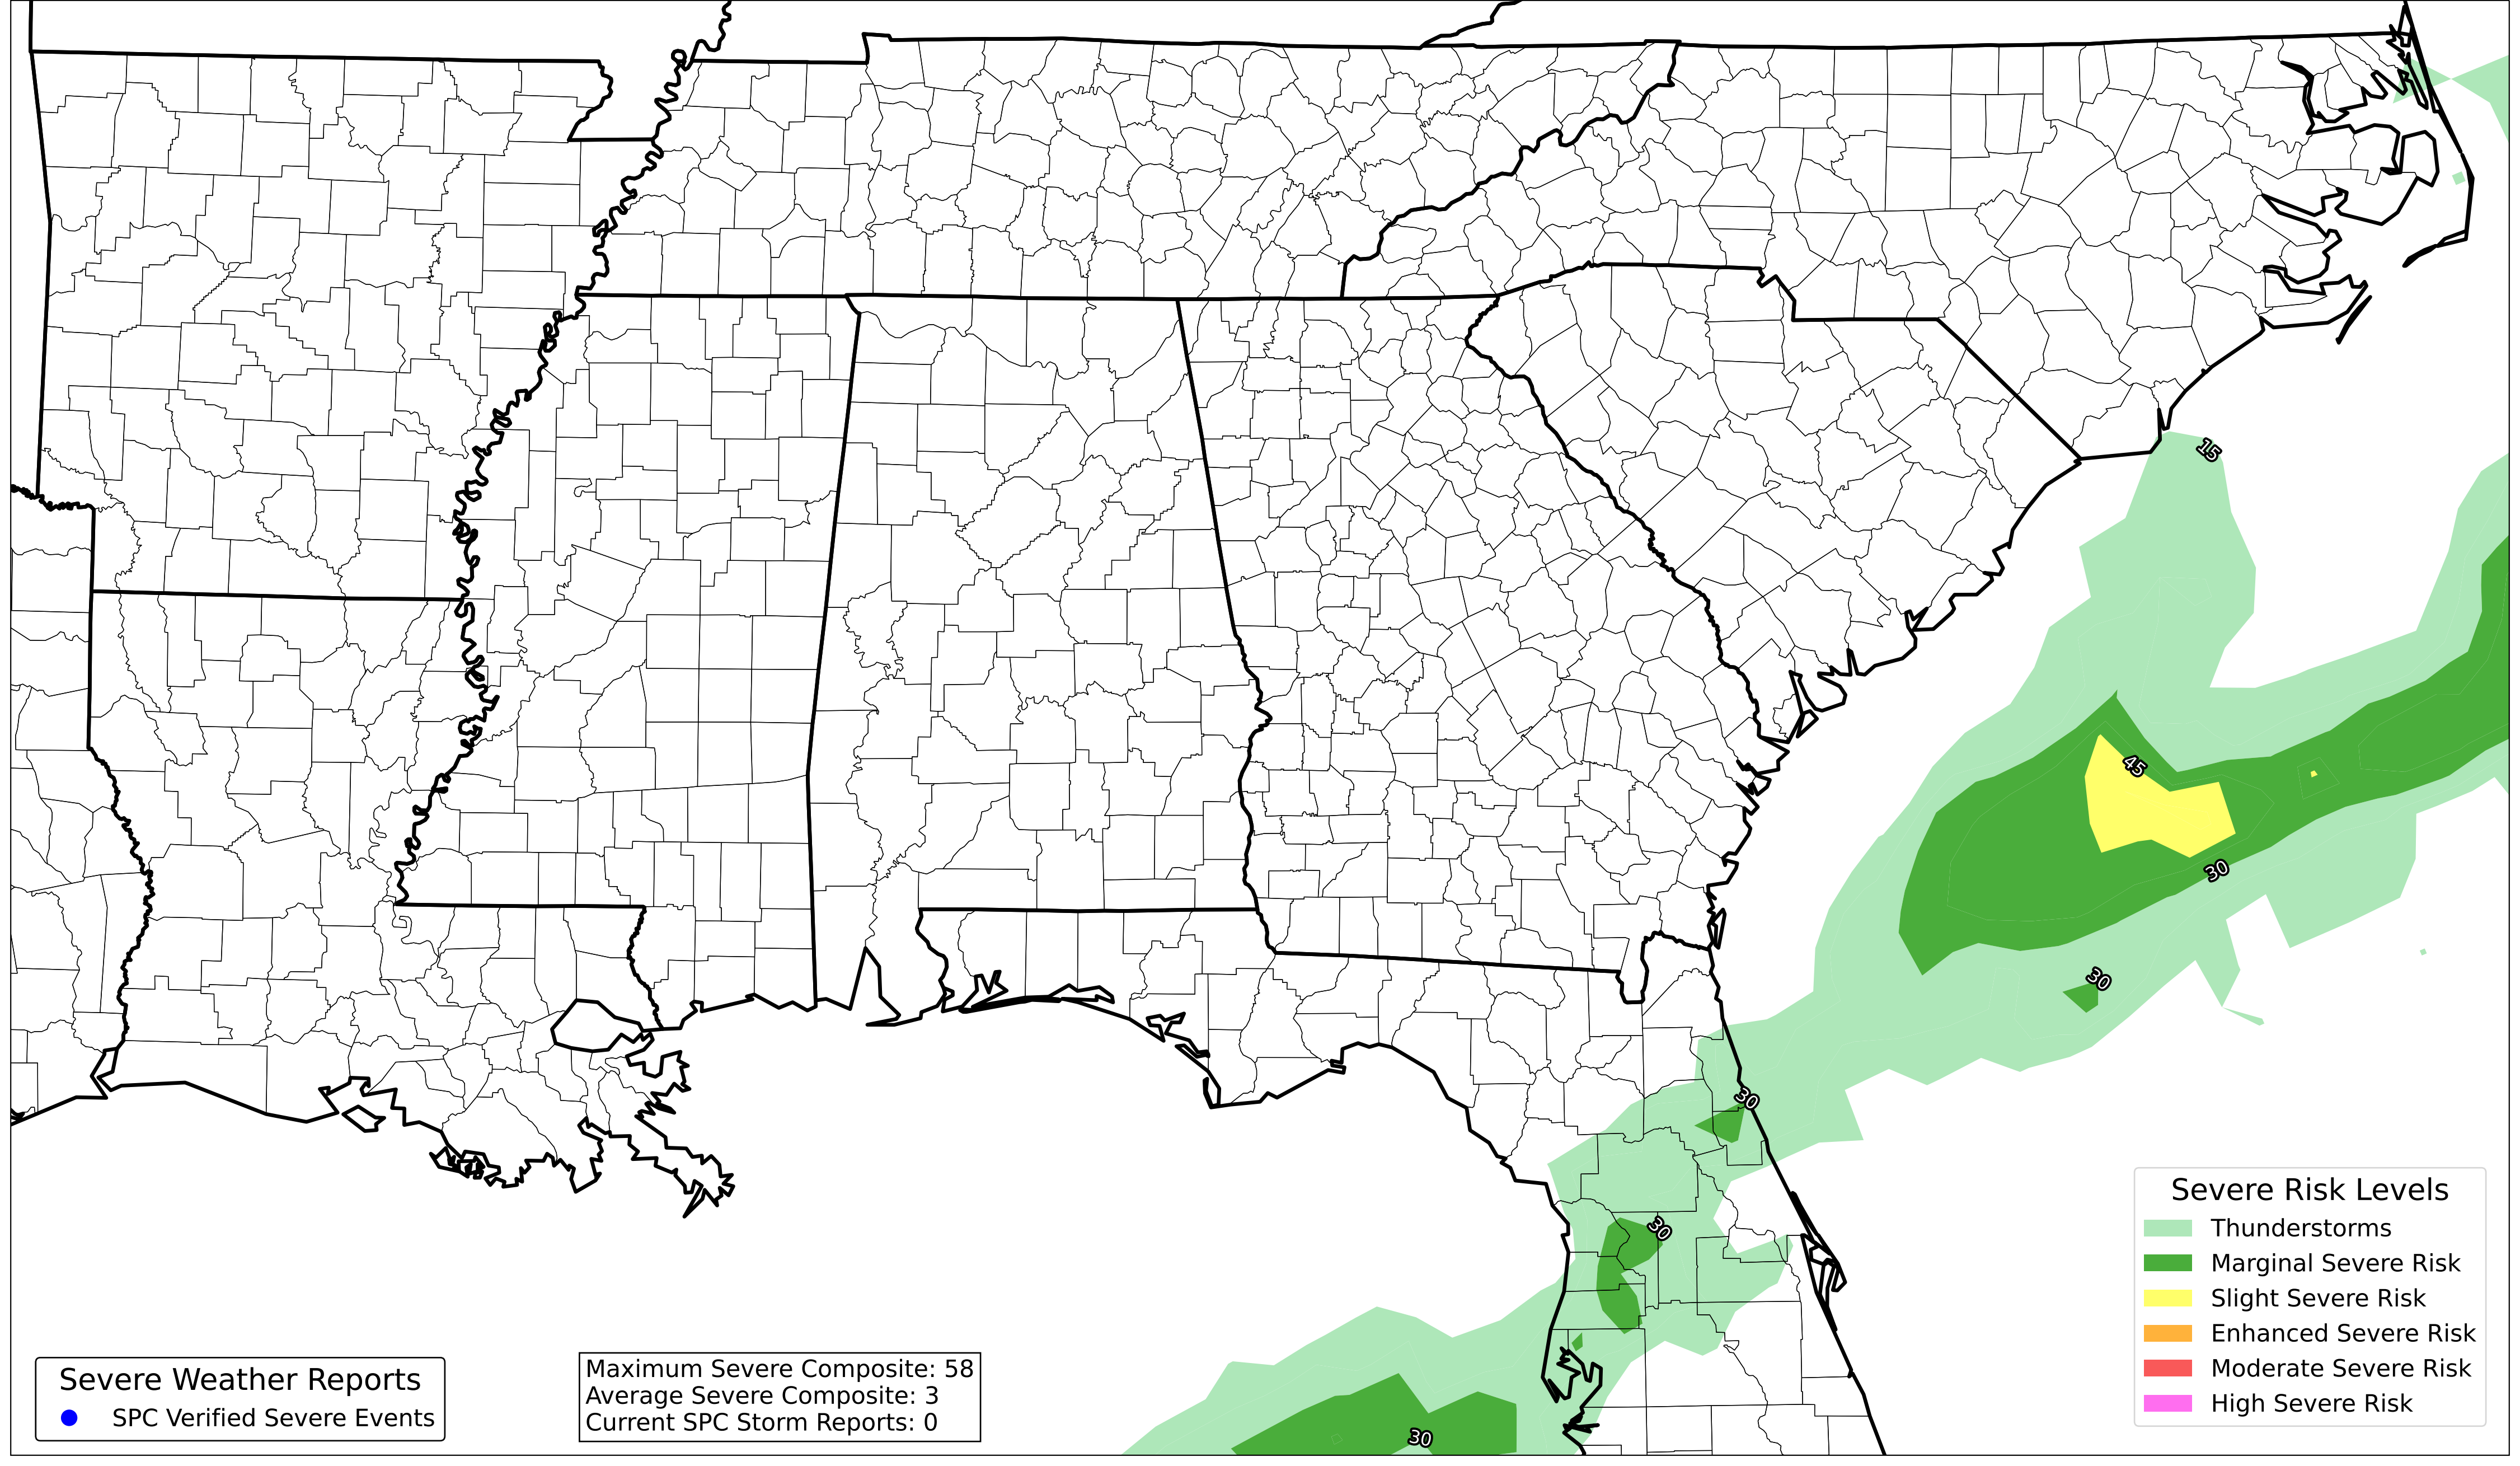 15
45
30
30
30
30
30
Severe Risk Levels
Thunderstorms
Marginal Severe Risk
Slight Severe Risk
Enhanced Severe Risk
Moderate Severe Risk
High Severe Risk
Severe Weather Reports
SPC Verified Severe Events
Maximum Severe Composite: 58
Average Severe Composite: 3
Current SPC Storm Reports: 0